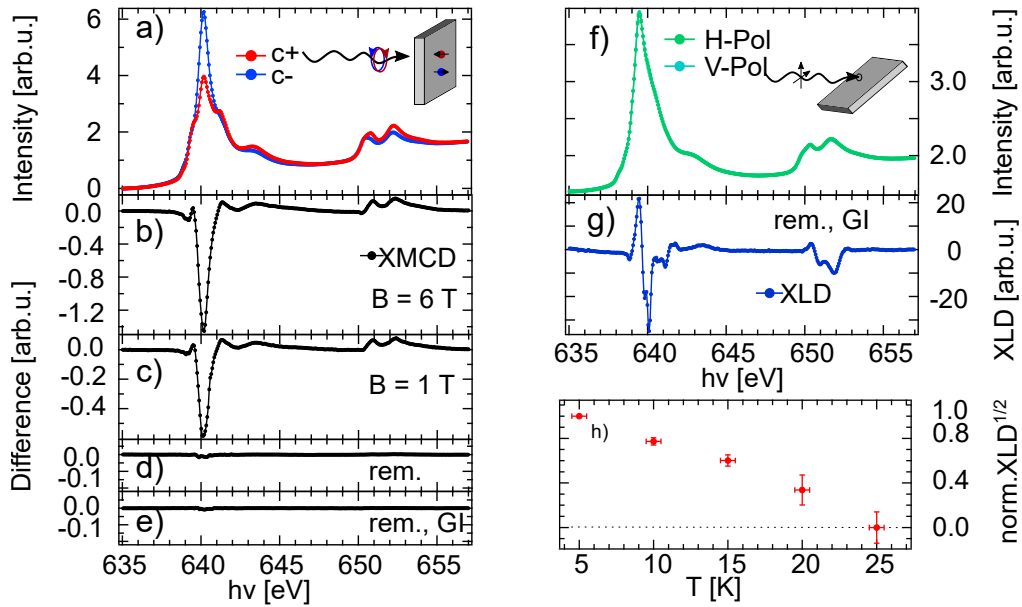 a)
Intensity [arb.u.]
6
4
2
0
c+
c-
b)
0.0
-0.4
-0.8
-1.2
XMCD
B = 6 T
Difference [arb.u.]
c)
0.0
-0.2
-0.4
B = 1 T
d)
0.0
-0.1
rem.
e)
0.0
-0.1
rem., GI
635 640 645 650 655
hν [eV]
f)
H-Pol
V-Pol
3.0
2.0
Intensity [arb.u.]
g)
rem., GI
XLD
20
0
-20
XLD [arb.u.]
635 640 645 650 655
hν [eV]
h)
1.0
0.8
0.4
0.0
norm.XLD1/2
5 10 15 20 25
T [K]